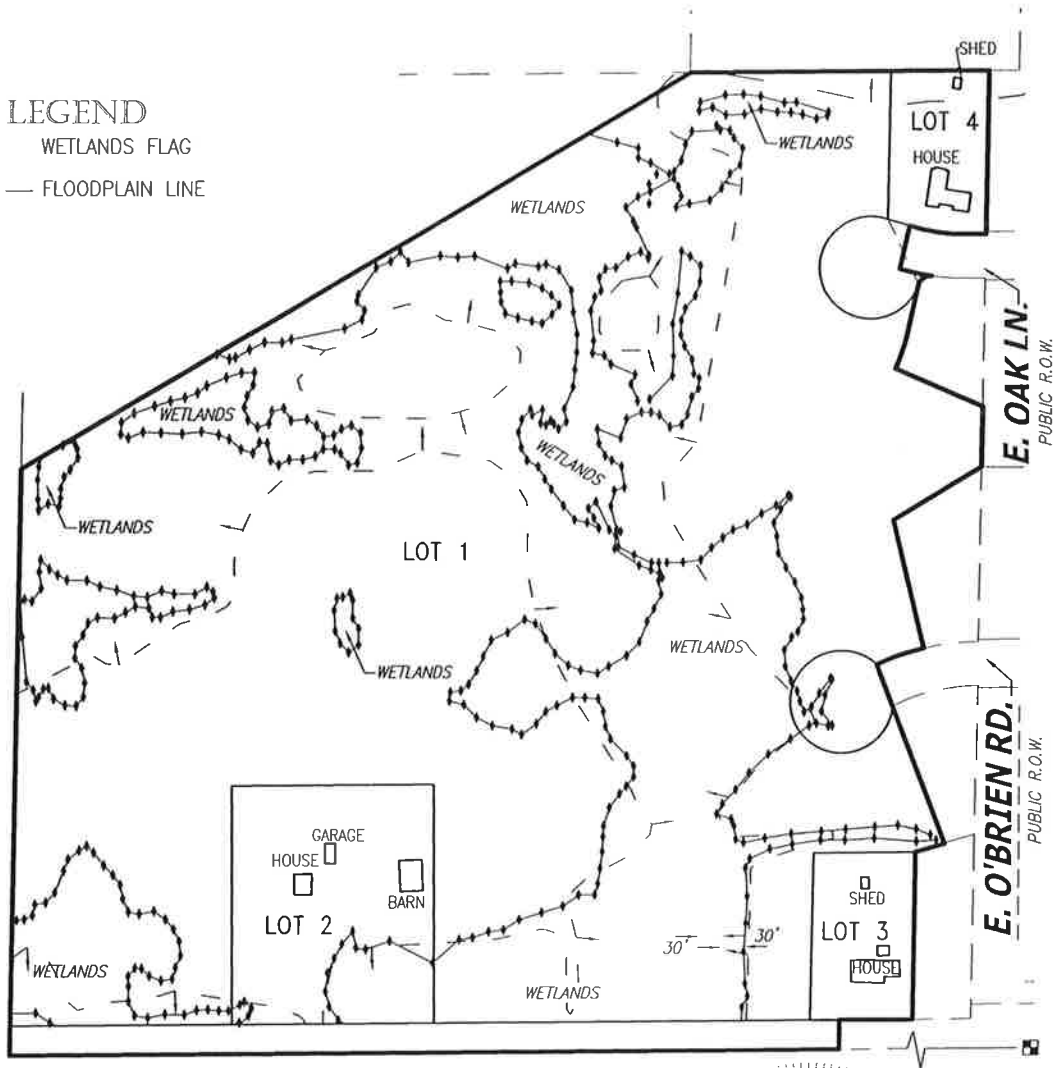 SHED
LEGEND
WETLANDS FLAG
FLOODPLAIN LINE
LOT 4
WETLANDS
HOUSE
WETLANDS
E. OAK LN.
PUBLIC R.O.W.
WETLANDS
WETLANDS
WETLANDS
LOT 1
WETLANDS
WETLANDS
E. O'BRIEN RD.
PUBLIC R.O.W.
GARAGE
HOUSE
BARN
SHED
LOT 2
LOT 3
30'
30'
HOUSE
WETLANDS
WETLANDS